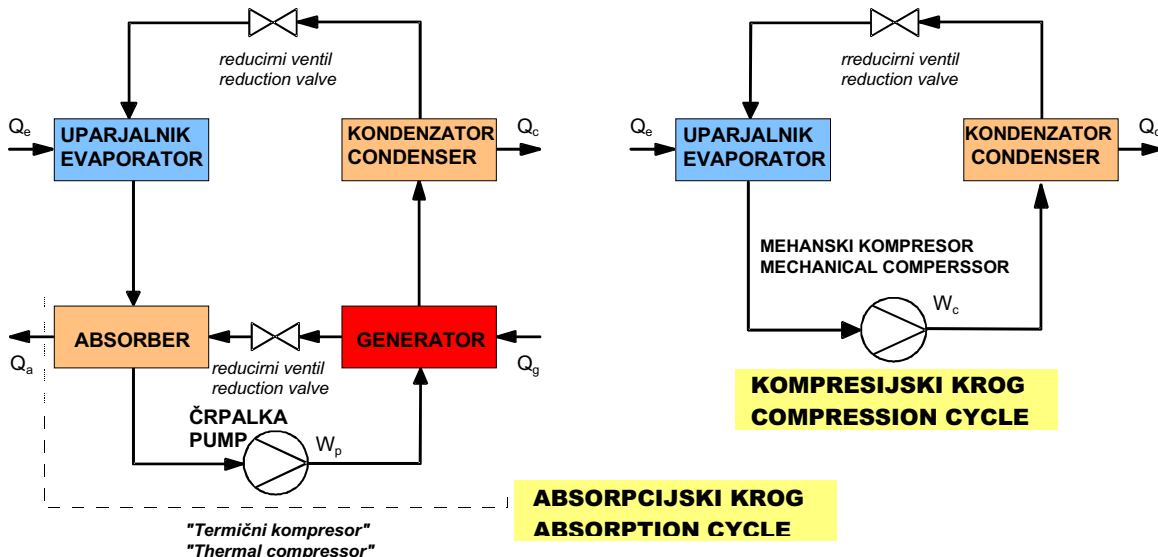 reducirni ventil
reduction valve
Qe
UPARJALNIK
EVAPORATOR
KONDENZATOR
CONDENSER
Qc
ABSORBER
GENERATOR
Qa
Qg
reducirni ventil
reduction valve
ČRPALKA
PUMP
Wp
ABSORPCIJSKI KROG
ABSORPTION CYCLE
"Termični kompresor"
"Thermal compressor"
rreducirni ventil
reduction valve
Qe
UPARJALNIK
EVAPORATOR
KONDENZATOR
CONDENSER
MEHANSKI KOMPRESOR
MECHANICAL COMPERSSOR
Wc
KOMPRESIJSKI KROG
COMPRESSION CYCLE